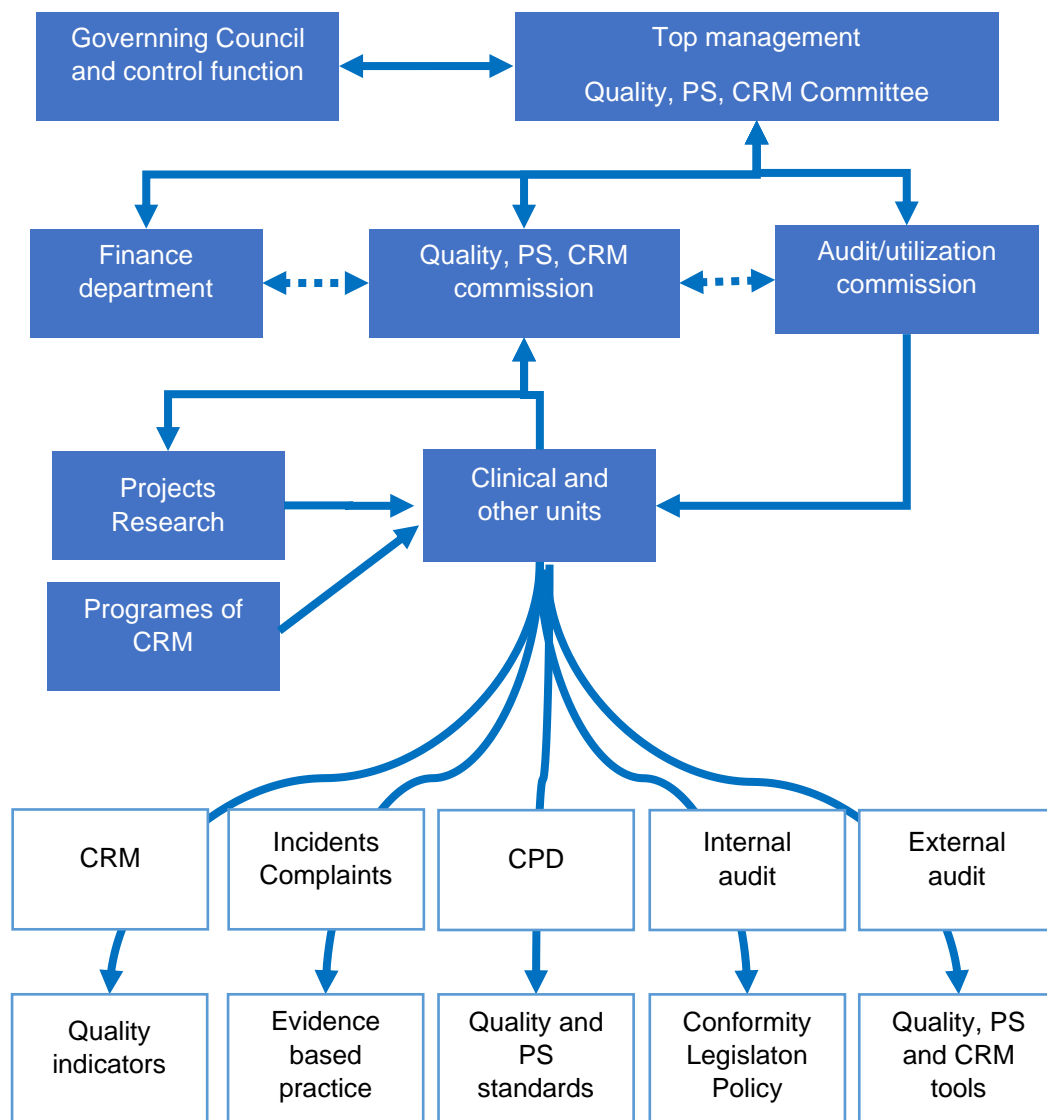 Governning Council
and control function
Top management
Quality, PS, CRM Committee
Finance
department
Quality, PS, CRM
commission
Audit/utilization
commission
Projects
Research
Clinical and
other units
Programes of
CRM
CRM
Incidents
Complaints
CPD
Internal
audit
External
audit
Quality
indicators
Evidence
based
practice
Quality and
PS
standards
Conformity
Legislaton
Policy
Quality, PS
and CRM
tools